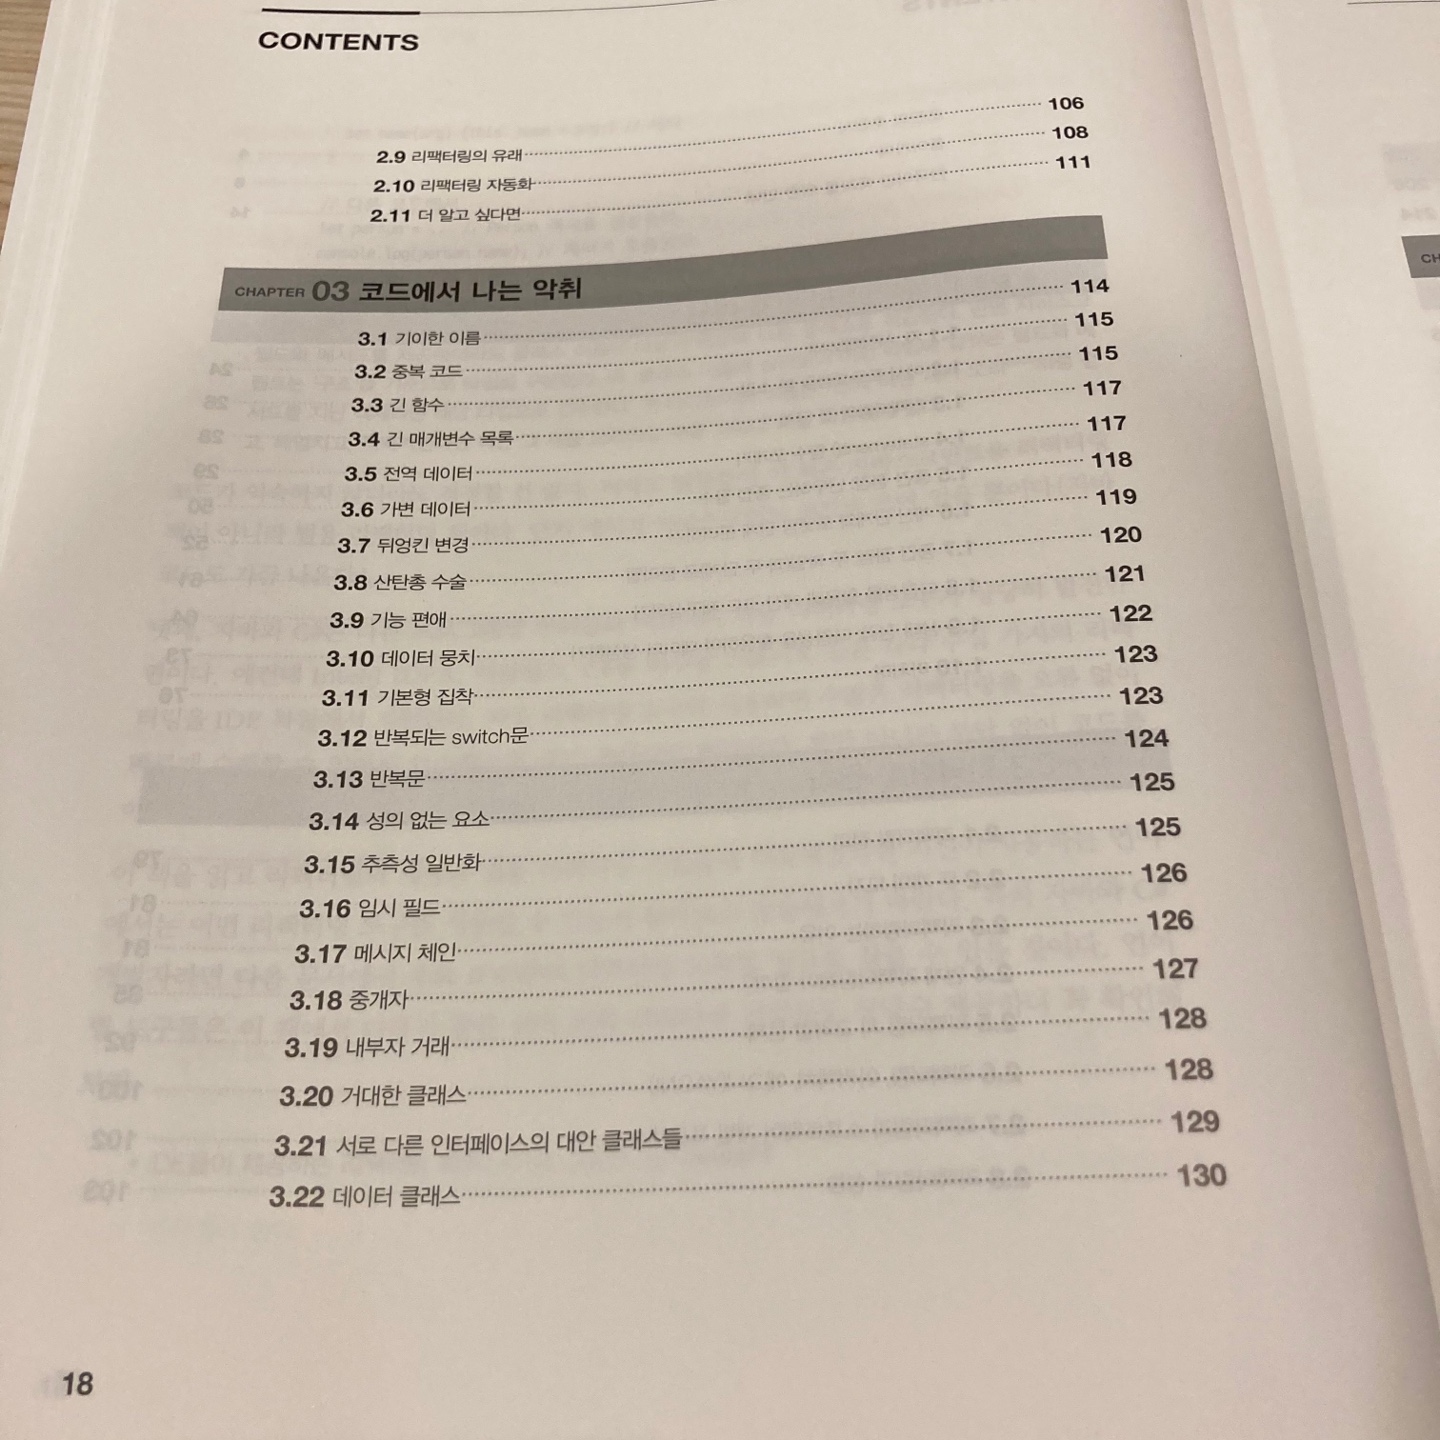 CONTENTS
2.9 리팩터링의 유래 106
2.10 리팩터링 자동화 108
2.11 더 알고 싶다면 111
CHAPTER 03 코드에서 나는 악취
3.1 기이한 이름 114
3.2 중복 코드 115
3.3 긴 함수 115
3.4 긴 매개변수 목록 117
3.5 전역 데이터 117
3.6 가변 데이터 118
3.7 뒤엉킨 변경 119
3.8 산탄총 수술 120
3.9 기능 편애 121
3.10 데이터 뭉치 122
3.11 기본형 집착 123
3.12 반복되는 switch문 123
3.13 반복문 124
3.14 성의 없는 요소 125
3.15 추측성 일반화 125
3.16 임시 필드 126
3.17 메시지 체인 126
3.18 중개자 127
3.19 내부자 거래 128
3.20 거대한 클래스 128
3.21 서로 다른 인터페이스의 대안 클래스들 129
3.22 데이터 클래스 130
18